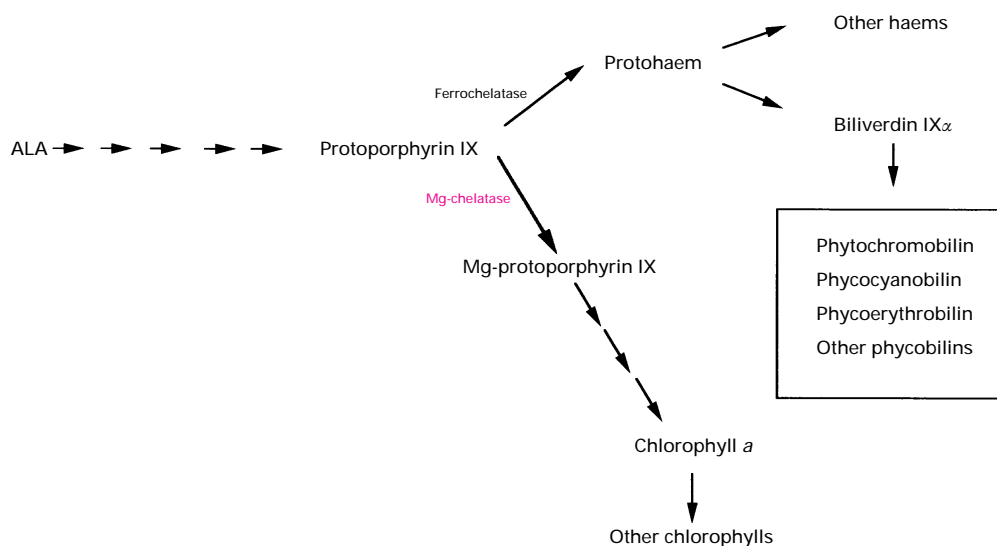 Other haems
Protohaem
Ferrochelatase
Biliverdin IXα
ALA
Protoporphyrin IX
Mg-chelatase
Phytochromobilin
Mg-protoporphyrin IX
Phycocyanobilin
Phycoerythrobilin
Other phycobilins
Chlorophyll a
Other chlorophylls